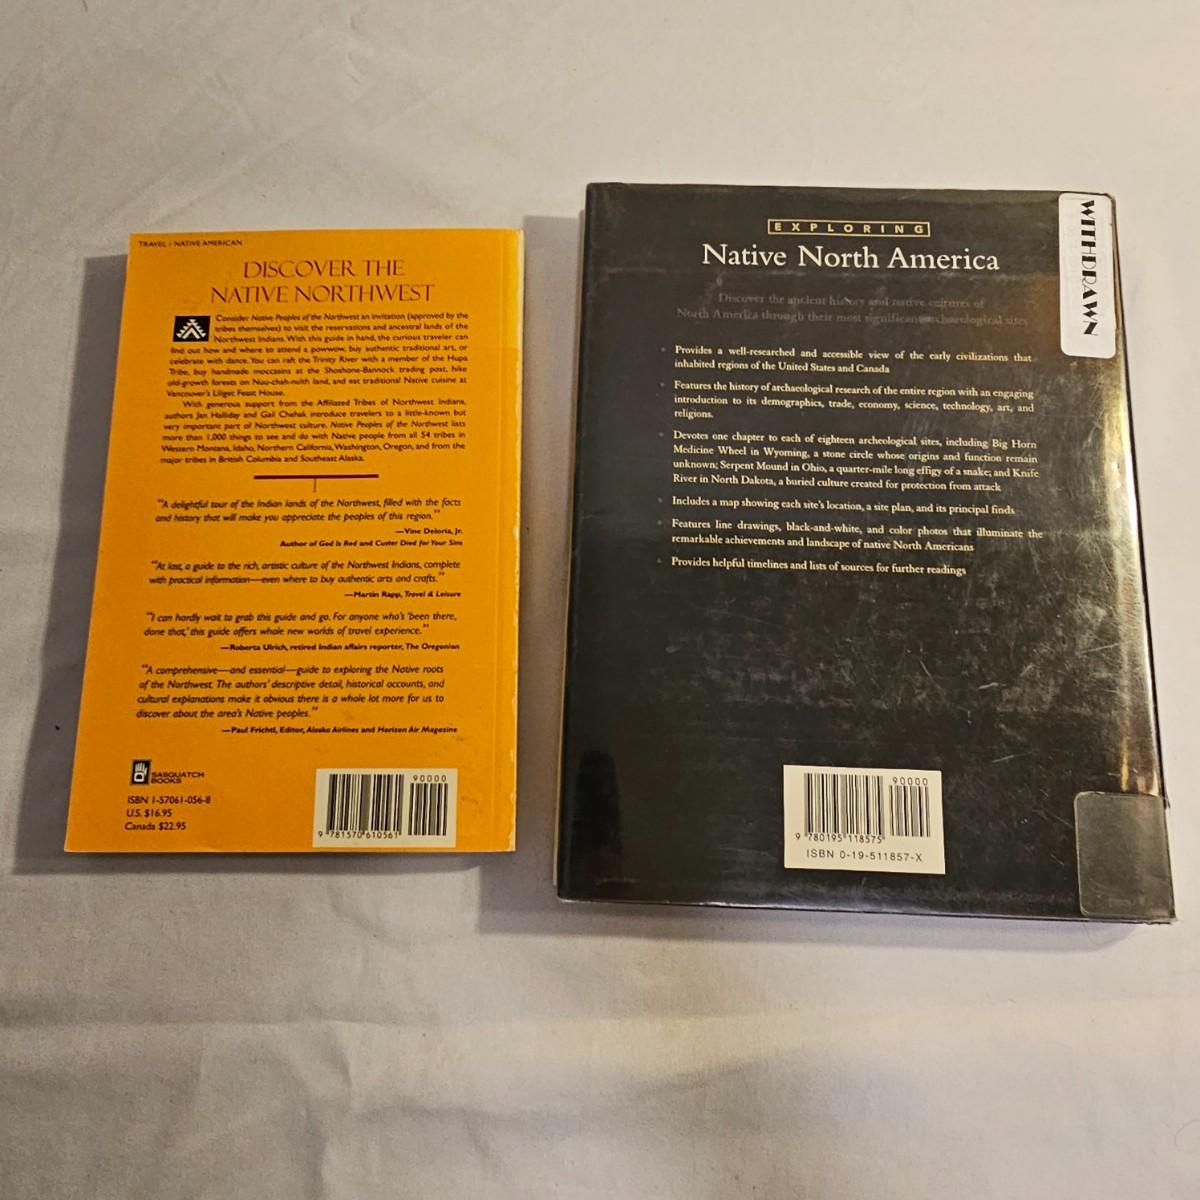 TRAVEL / NATIVE AMERICAN
DISCOVER THE
NATIVE NORTHWEST
Consider Native Peoples of the Northwest an invitation (approved by the
tribes themselves) to visit the reservations and ancestral lands of the
Northwest Indians. With this guide in hand, the curious traveler can
find out how and where to attend a powwow, buy authentic traditional art, or
celebrate with dance. You can raft the Trinity River with a member of the Hupa
Tribe, buy handmade moccasins at the Shoshone-Bannock trading post, hike
old-growth forests on Nuu-chah-nulth land, and eat traditional Native cuisine at
Vancouver's Liliget Feast House.
With generous support from the Affiliated Tribes of Northwest Indians,
authors Jan Halliday and Gail Chehak introduce travelers to a little-known but
very important part of Northwest culture. Native Peoples of the Northwest lists
more than 1,000 things to see and do with Native people from all 54 tribes in
Western Montana, Idaho, Northern California, Washington, Oregon, and from the
major tribes in British Columbia and Southeast Alaska.
"A delightful tour of the Indian lands of the Northwest, filled with the facts
and history that will make you appreciate the peoples of this region."
—Vine Deloria, Jr.
Author of God Is Red and Custer Died for Your Sins
"At last, a guide to the rich, artistic culture of the Northwest Indians, complete
with practical information—even where to buy authentic arts and crafts."
—Martin Rapp, Travel & Leisure
"I can hardly wait to grab this guide and go. For anyone who's 'been there,
done that,' this guide offers whole new worlds of travel experience."
—Roberta Ulrich, retired Indian affairs reporter, The Oregonian
"A comprehensive—and essential—guide to exploring the Native roots
of the Northwest. The authors' descriptive detail, historical accounts, and
cultural explanations make it obvious there is a whole lot more for us to
discover about the area's Native peoples."
—Paul Frichtl, Editor, Alaska Airlines and Horizon Air Magazine
SASQUATCH
BOOKS
ISBN 1-57061-056-8
U.S. $16.95
Canada $22.95
90000
9 781570 610561
EXPLORING
Native North America
Discover the ancient history and native cultures of
North America through their most significant archaeological sites
• Provides a well-researched and accessible view of the early civilizations that
inhabited regions of the United States and Canada
• Features the history of archaeological research of the entire region with an engaging
introduction to its demographics, trade, economy, science, technology, art, and
religions.
• Devotes one chapter to each of eighteen archeological sites, including Big Horn
Medicine Wheel in Wyoming, a stone circle whose origins and function remain
unknown; Serpent Mound in Ohio, a quarter-mile long effigy of a snake; and Knife
River in North Dakota, a buried culture created for protection from attack
• Includes a map showing each site's location, a site plan, and its principal finds
• Features line drawings, black-and-white, and color photos that illuminate the
remarkable achievements and landscape of native North Americans
• Provides helpful timelines and lists of sources for further readings
WITHDRAWN
90000
9 780195 118575
ISBN 0-19-511857-X